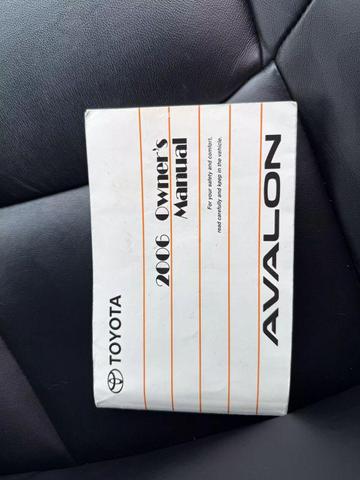 TOYOTA
2006 Owner's
Manual
For your safety and comfort,
read carefully and keep in the vehicle.
AVALON